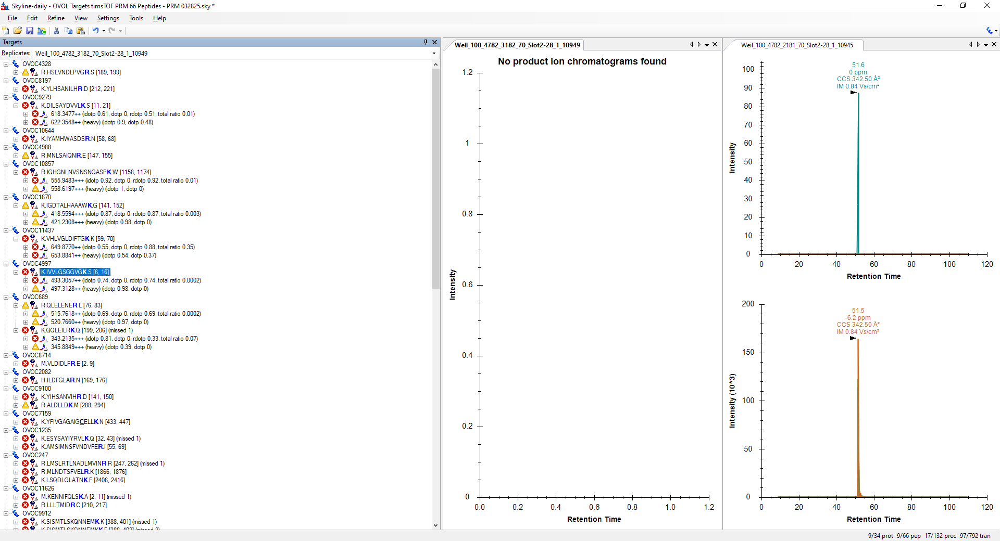 Skyline-daily - OVOL Targets timsTOF PRM 66 Peptides - PRM 032825.sky *
File Edit Refine View Settings Tools Help
Targets
Replicates: Weil_100_4782_3182_70_Slot2-28_1_10949
OVOC4328
R.HSLVNDLPVGR.S [189, 199]
OVOC8197
K.YLHSANILHR.D [212, 221]
OVOC9279
K.DILSAYDVVLK.S [11, 21]
618.3477++ (idotp 0.61, dotp 0, rdotp 0.51, total ratio 0.01)
622.3548++ (heavy) (idotp 0.9, dotp 0.48)
OVOC10644
K.IYAMHWASDSR.N [58, 68]
OVOC4988
R.MNLSAIQNR.E [147, 155]
OVOC10857
R.IGHGNLNVSNSNGASPK.W [1158, 1174]
555.9483+++ (idotp 0.92, dotp 0, rdotp 0.92, total ratio 0.01)
558.6197+++ (heavy) (idotp 1, dotp 0)
OVOC1670
K.IGDTALHAAAWK.G [141, 152]
418.5594+++ (idotp 0.87, dotp 0, rdotp 0.87, total ratio 0.003)
421.2308+++ (heavy) (idotp 0.98, dotp 0)
OVOC11437
K.VHLVGLDIFTGK.K [59, 70]
649.8770++ (idotp 0.55, dotp 0, rdotp 0.88, total ratio 0.35)
653.8841++ (heavy) (idotp 0.54, dotp 0.37)
OVOC4997
K.IVVLGSGGVGK.S [6, 16]
493.3057++ (idotp 0.74, dotp 0, rdotp 0.74, total ratio 0.0002)
497.3128++ (heavy) (idotp 0.98, dotp 0)
OVOC689
R.QLELENER.L [76, 83]
515.7618++ (idotp 0.69, dotp 0, rdotp 0.69, total ratio 0.0002)
520.7660++ (heavy) (idotp 0.97, dotp 0)
K.QQLEILRK.Q [199, 206] (missed 1)
343.2135+++ (idotp 0.81, dotp 0, rdotp 0.33, total ratio 0.07)
345.8849+++ (heavy) (idotp 0.39, dotp 0)
OVOC8714
M.VLDIDLFR.E [2, 9]
OVOC2082
H.ILDFGLAR.N [169, 176]
OVOC9100
K.YIHSANVIHR.D [141, 150]
R.ALDLLDK.M [288, 294]
OVOC7159
K.YFIVGAGAIGCELLK.N [433, 447]
OVOC1235
K.ESYSAYIYRVLK.Q [32, 43] (missed 1)
K.AMSIMNSFVNDVFER.I [55, 69]
OVOC247
R.LMSLRTLNADLMVINR.R [247, 262] (missed 1)
R.MLNDTSFVELR.K [1866, 1876]
K.LSQDLGLATNK.F [2406, 2416]
OVOC11626
M.KENNIFQLSK.A [2, 11] (missed 1)
R.LLLTMIDR.C [210, 217]
OVOC9912
K.SISMTLSKQNNEMK.K [388, 401] (missed 1)
Weil_100_4782_3182_70_Slot2-28_1_10949
No product ion chromatograms found
1.2
1
0.8
0.6
0.4
0.2
0
Intensity
0.0 0.2 0.4 0.6 0.8 1.0 1.2
Retention Time
Weil_100_4782_2181_70_Slot2-28_1_10945
51.6
0 ppm
CCS 342.50 Å²
IM 0.84 Vs/cm²
100
90
80
70
60
50
40
30
20
10
0
Intensity
0 20 40 60 80 100 120
Retention Time
51.5
-6.2 ppm
CCS 342.50 Å²
IM 0.84 Vs/cm²
200
150
100
50
0
Intensity (10^3)
0 20 40 60 80 100 120
Retention Time
9/34 prot 9/66 pep 17/132 prec 97/792 tran